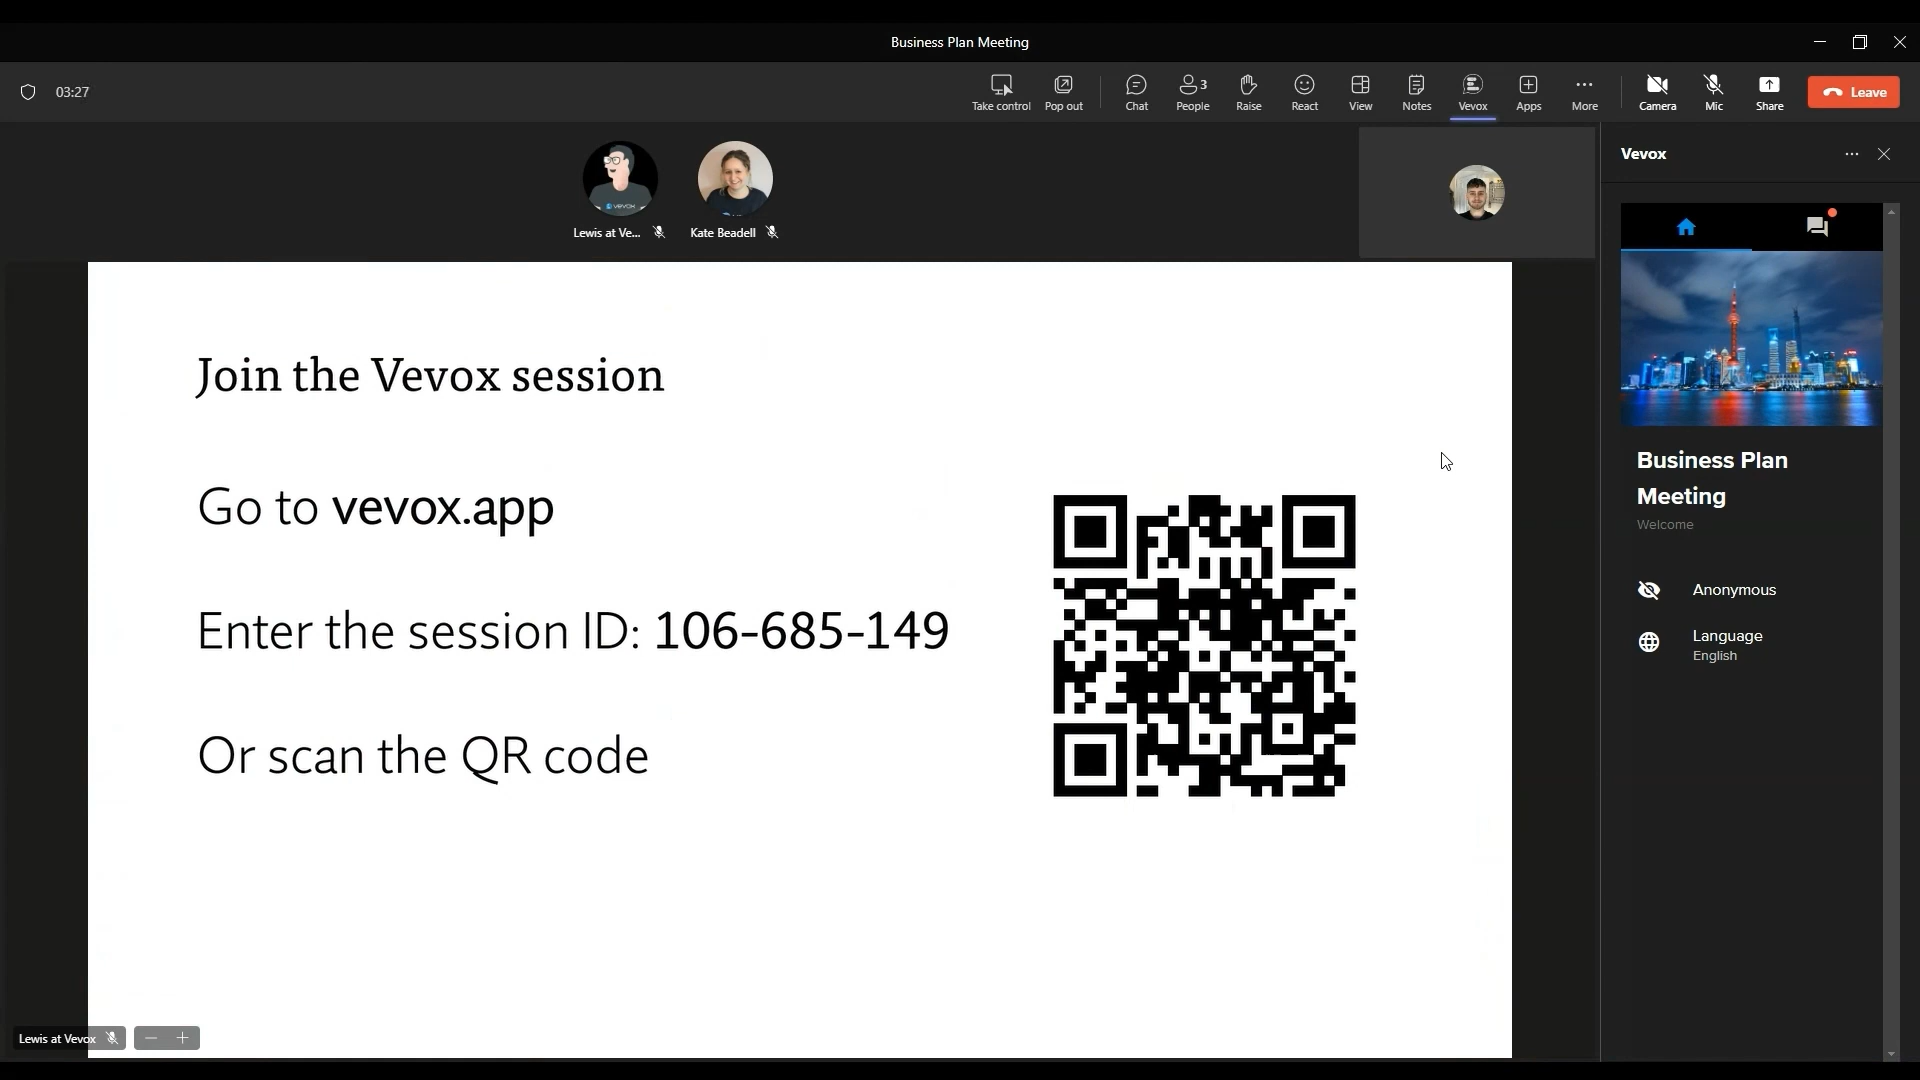 Business Plan Meeting
03:27
Take control
Pop out
Chat
3
People
Raise
React
View
Notes
Vevox
Apps
More
Camera
Mic
Share
Leave
Lewis at Ve...
Kate Beadell
Join the Vevox session
Go to vevox.app
Enter the session ID: 106-685-149
Or scan the QR code
Lewis at Vevox
Vevox
Business Plan
Meeting
Welcome
Anonymous
Language
English